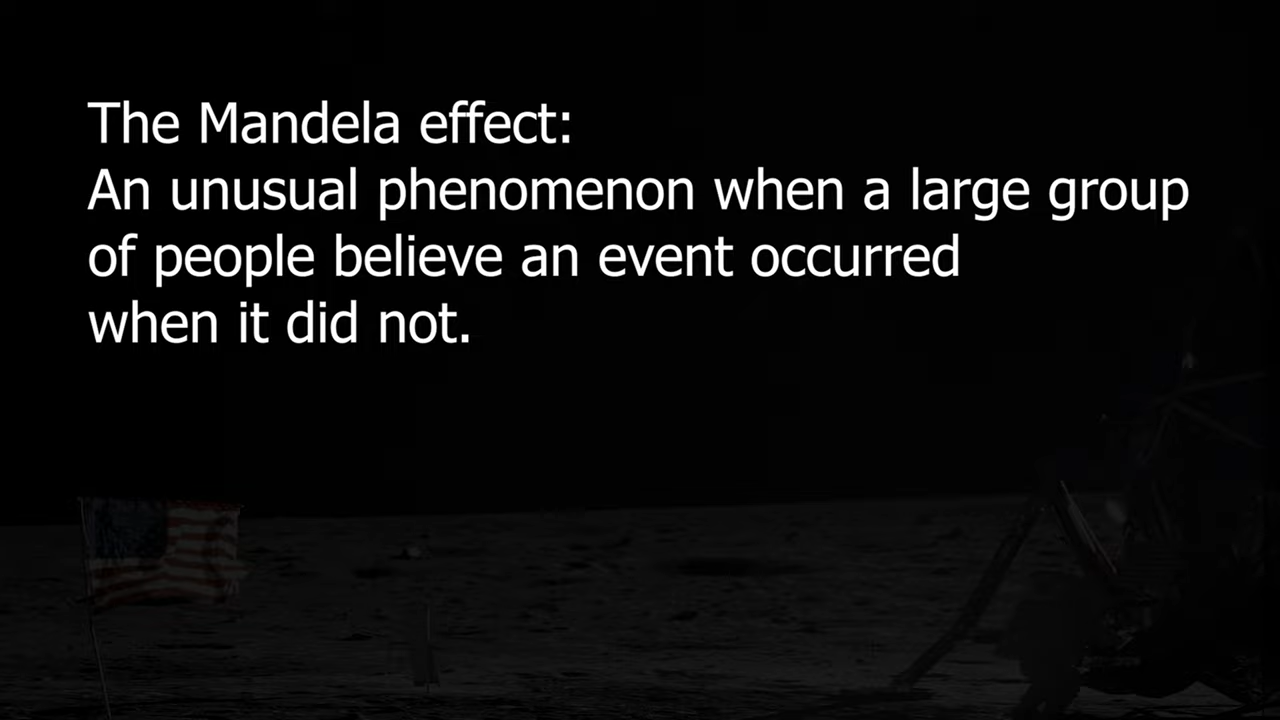 The Mandela effect:
An unusual phenomenon when a large group
of people believe an event occurred
when it did not.